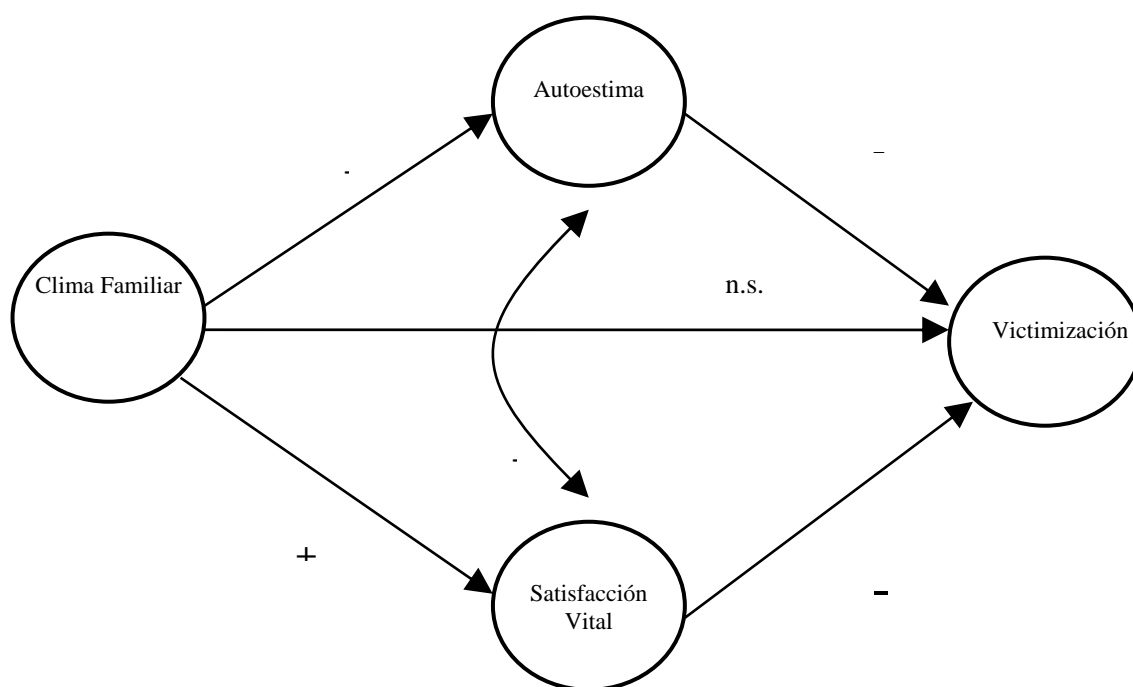 Autoestima
–
-
Clima Familiar
n.s.
Victimización
-
+
Satisfacción
Vital
-